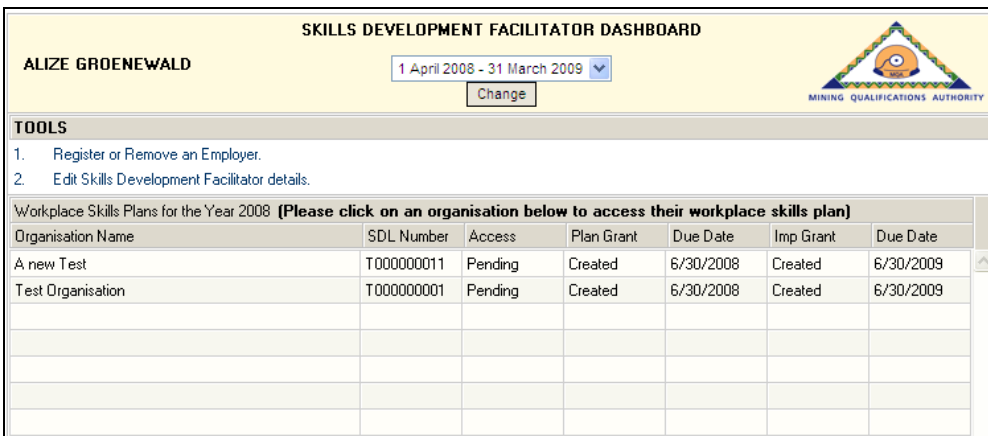 SKILLS DEVELOPMENT FACILITATOR DASHBOARD
ALIZE GROENEWALD
1 April 2008 - 31 March 2009
Change
MQA
MINING QUALIFICATIONS AUTHORITY
TOOLS
1. Register or Remove an Employer.
2. Edit Skills Development Facilitator details.
Workplace Skills Plans for the Year 2008 (Please click on an organisation below to access their workplace skills plan)
Organisation Name SDL Number Access Plan Grant Due Date Imp Grant Due Date
A new Test T000000011 Pending Created 6/30/2008 Created 6/30/2009
Test Organisation T000000001 Pending Created 6/30/2008 Created 6/30/2009